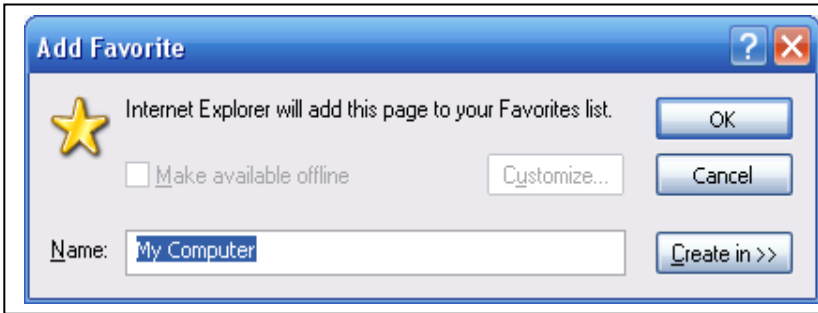 Add Favorite
?
Internet Explorer will add this page to your Favorites list.
OK
Make available offline
Customize...
Cancel
Name:
My Computer
Create in >>